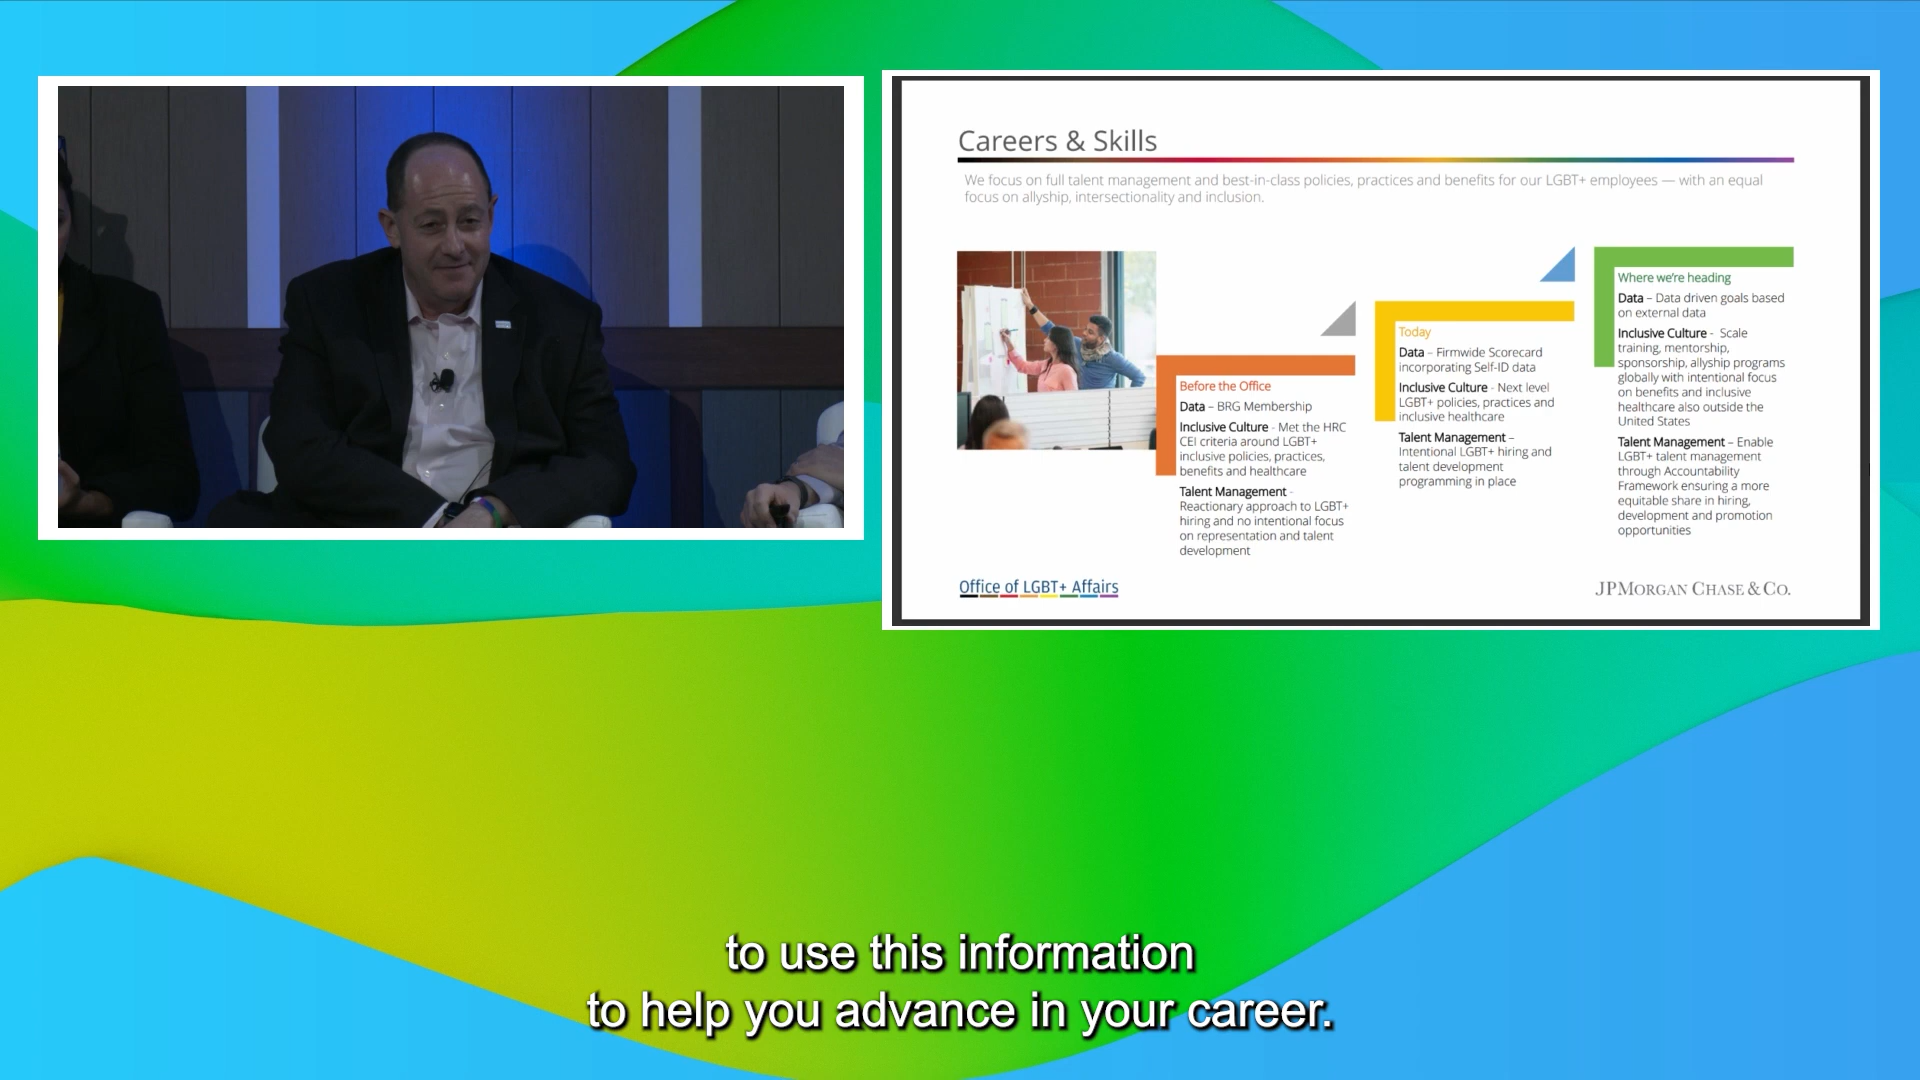 Careers & Skills
We focus on full talent management and best-in-class policies, practices and benefits for our LGBT+ employees — with an equal
focus on allyship, intersectionality and inclusion.
Before the Office
Data – BRG Membership
Inclusive Culture - Met the HRC
CEI criteria around LGBT+
inclusive policies, practices,
benefits and healthcare
Talent Management -
Reactionary approach to LGBT+
hiring and no intentional focus
on representation and talent
development
Today
Data – Firmwide Scorecard
incorporating Self-ID data
Inclusive Culture - Next level
LGBT+ policies, practices and
inclusive healthcare
Talent Management –
Intentional LGBT+ hiring and
talent development
programming in place
Where we're heading
Data – Data driven goals based
on external data
Inclusive Culture - Scale
training, mentorship,
sponsorship, allyship programs
globally with intentional focus
on benefits and inclusive
healthcare also outside the
United States
Talent Management – Enable
LGBT+ talent management
through Accountability
Framework ensuring a more
equitable share in hiring,
development and promotion
opportunities
Office of LGBT+ Affairs
JPMORGAN CHASE & CO.
to use this information
to help you advance in your career.